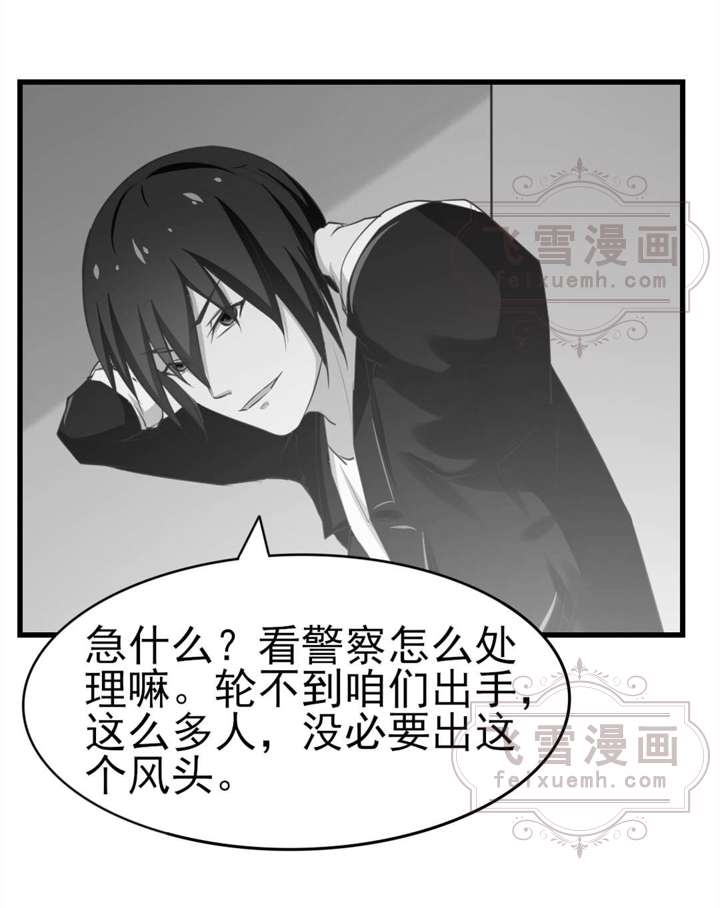 飞雪漫画
feixuemh.com
急什么？看警察怎么处
理嘛。轮不到咱们出手，
这么多人，没必要出这
个风头。
飞雪漫画
feixuemh.com